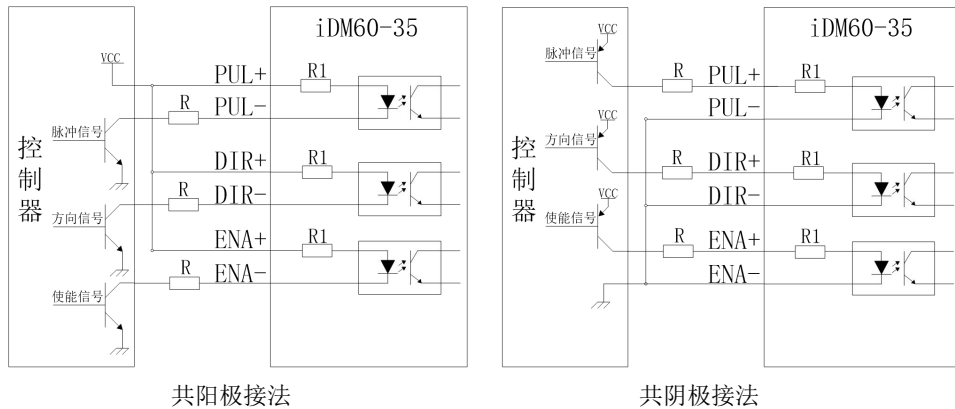 iDM60-35
VCC
PUL+
R1
R
PUL-
脉冲信号
DIR+
R1
R
DIR-
方向信号
ENA+
R1
R
ENA-
使能信号
控制器
共阳极接法
iDM60-35
VCC
脉冲信号
R
PUL+
R1
PUL-
VCC
方向信号
R
DIR+
R1
DIR-
VCC
使能信号
R
ENA+
R1
ENA-
控制器
共阴极接法